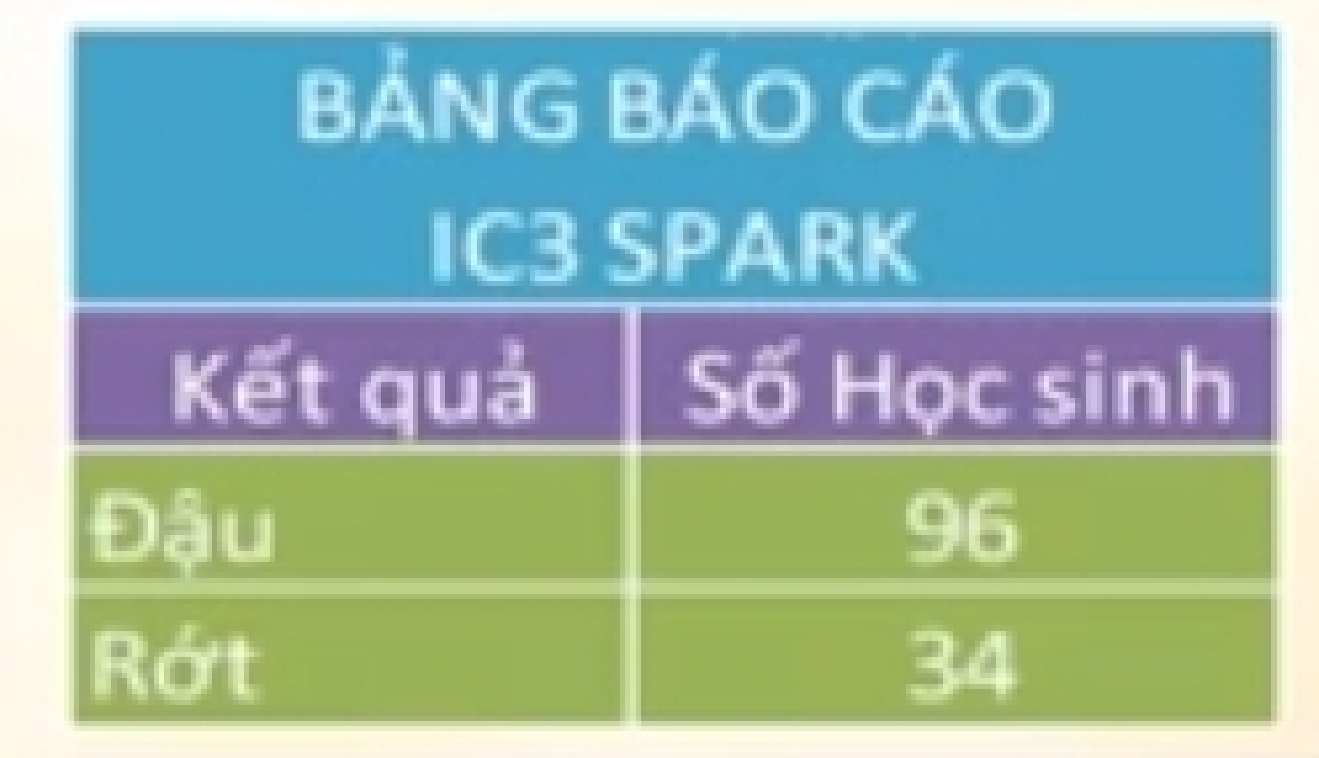 BẢNG BÁO CÁO
IC3 SPARK
Kết quả Số Học sinh
Đậu 96
Rớt 34